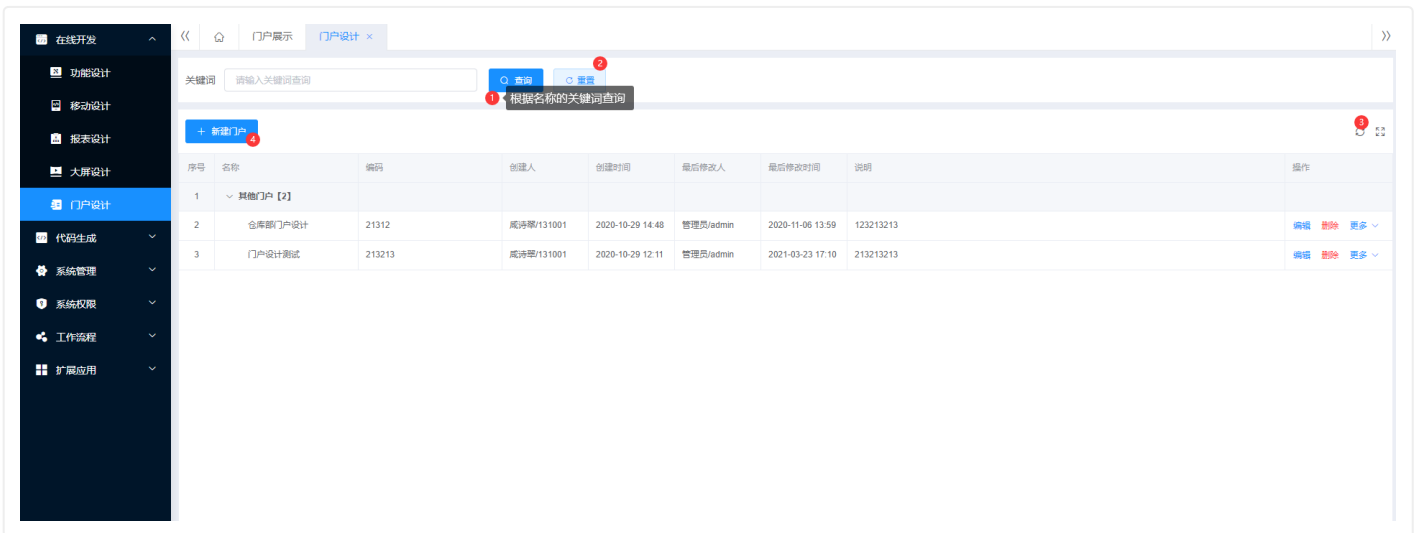 在线开发
功能设计
移动设计
报表设计
大屏设计
门户设计
代码生成
系统管理
系统权限
工作流程
扩展应用
门户展示 门户设计 ×
关键词 请输入关键词查询 查询 重置 2
1 根据名称的关键词查询
+ 新建门户 4 3
序号 名称 编码 创建人 创建时间 最后修改人 最后修改时间 说明 操作
1 其他门户【2】
2 仓库部门户设计 21312 臧诗翠/131001 2020-10-29 14:48 管理员/admin 2020-11-06 13:59 123213213 编辑 删除 更多
3 门户设计测试 213213 臧诗翠/131001 2020-10-29 12:11 管理员/admin 2021-03-23 17:10 213213213 编辑 删除 更多